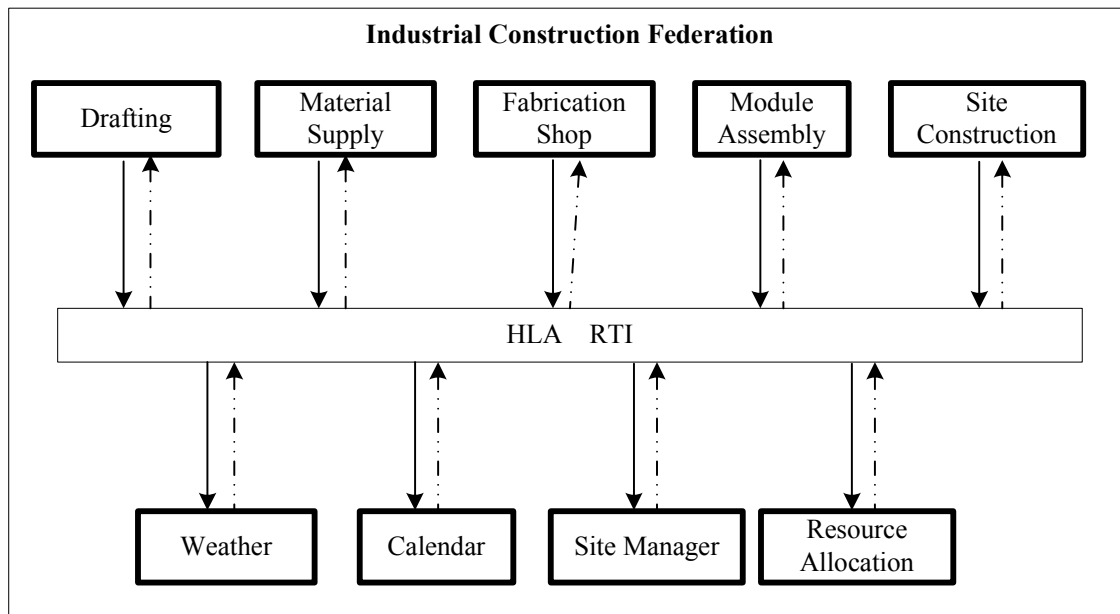 Industrial Construction Federation
Drafting
Material
Supply
Fabrication
Shop
Module
Assembly
Site
Construction
HLA RTI
Weather
Calendar
Site Manager
Resource
Allocation